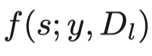 f(s; y, D_l)